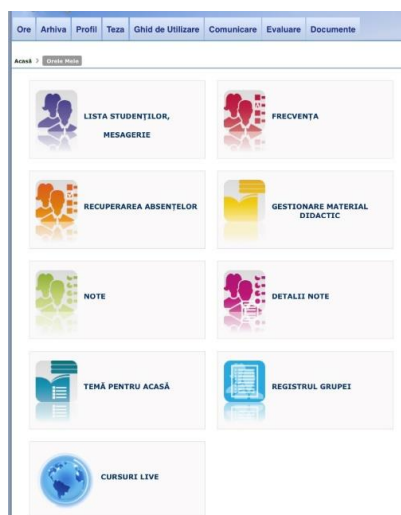 Ore Arhiva Profil Teza Ghid de Utilizare Comunicare Evaluare Documente
Acasă > Orele Mele
LISTA STUDENȚILOR,
MESAGERIE
FRECVENȚA
RECUPERAREA ABSENȚELOR
GESTIONARE MATERIAL
DIDACTIC
NOTE
DETALII NOTE
TEMĂ PENTRU ACASĂ
REGISTRUL GRUPEI
CURSURI LIVE